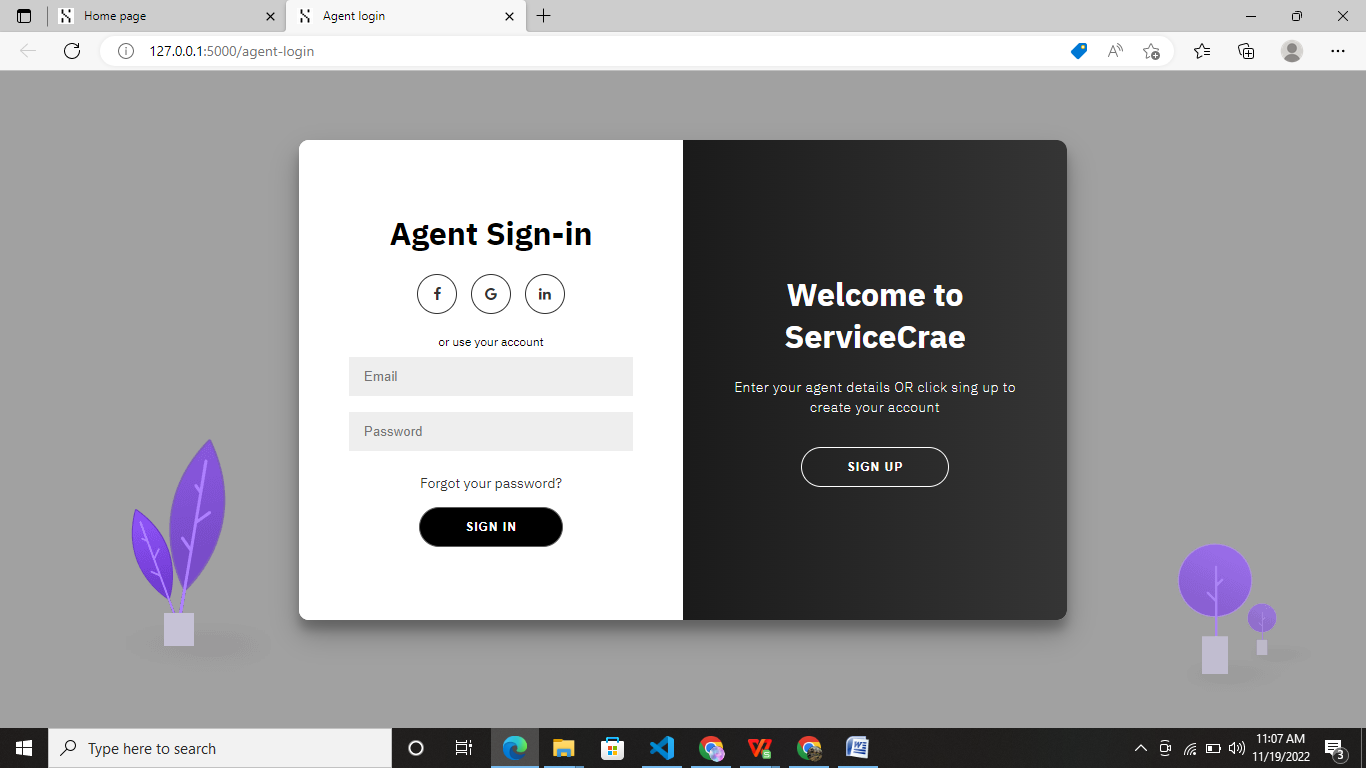 Home page
Agent login
127.0.0.1:5000/agent-login
Agent Sign-in
f
G
in
or use your account
Email
Password
Forgot your password?
SIGN IN
Welcome to
ServiceCrae
Enter your agent details OR click sing up to
create your account
SIGN UP
Type here to search
11:07 AM
11/19/2022
3